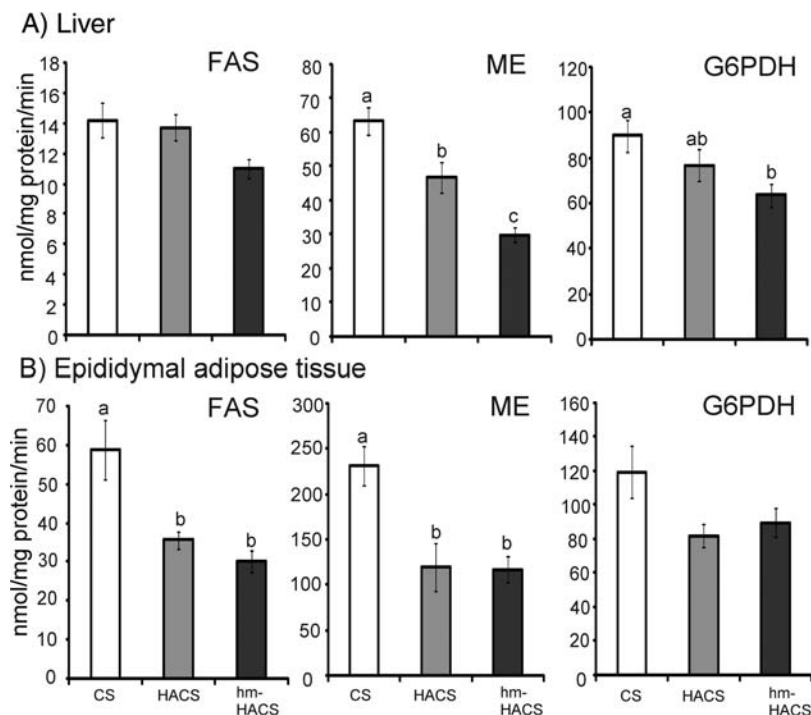 A) Liver
FAS
ME
G6PDH
nmol/mg protein/min
18
16
14
12
10
8
6
4
2
0
80
70
60
50
40
30
20
10
0
a
b
c
120
100
80
60
40
20
0
a
ab
b
B) Epididymal adipose tissue
FAS
ME
G6PDH
nmol/mg protein/min
70
60
50
40
30
20
10
0
a
b
b
CS
HACS
hm-
HACS
300
250
200
150
100
50
0
a
b
b
CS
HACS
hm-
HACS
160
140
120
100
80
60
40
20
0
CS
HACS
hm-
HACS